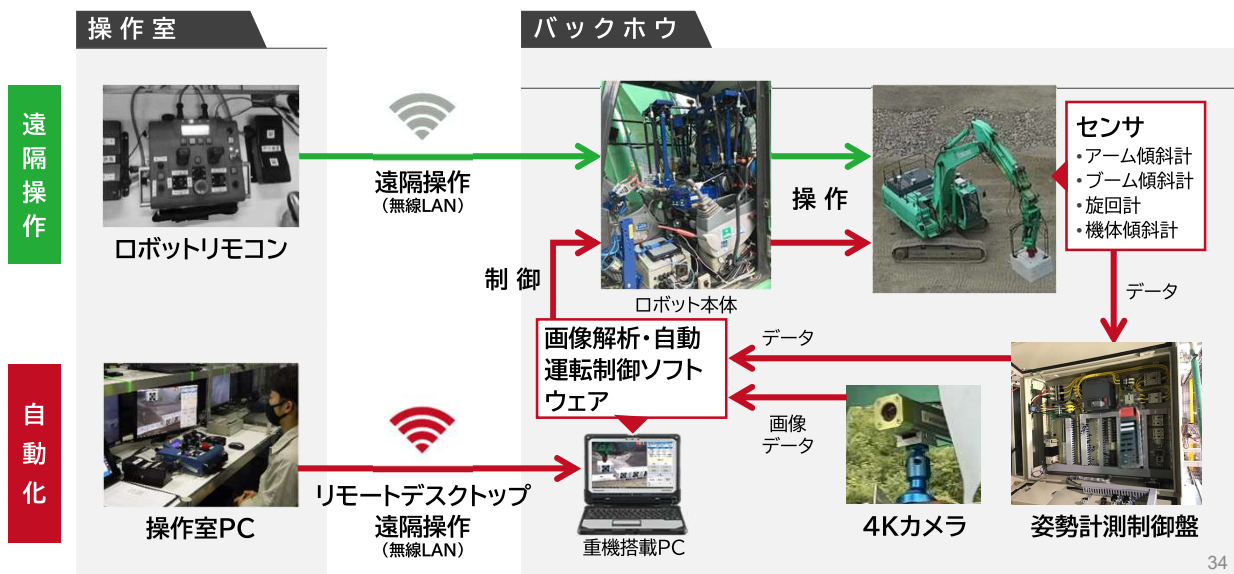 操作室
バックホウ
遠隔操作
遠隔操作
（無線LAN）
ロボットリモコン
操作
センサ
・アーム傾斜計
・ブーム傾斜計
・旋回計
・機体傾斜計
制御
ロボット本体
データ
自動化
画像解析・自動
運転制御ソフト
ウェア
データ
画像
データ
リモートデスクトップ
遠隔操作
（無線LAN）
操作室PC
重機搭載PC
4Kカメラ
姿勢計測制御盤
34